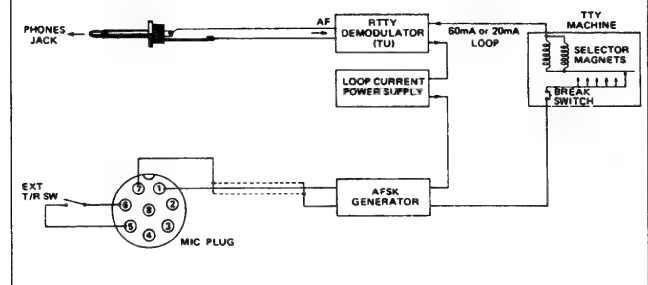 PHONES
JACK
AF
RTTY
DEMODULATOR
(TU)
60mA or 20mA
LOOP
TTY
MACHINE
SELECTOR
MAGNETS
BREAK
SWITCH
LOOP CURRENT
POWER SUPPLY
EXT
T/R SW
7
1
6
8
2
5
4
3
MIC PLUG
AFSK
GENERATOR